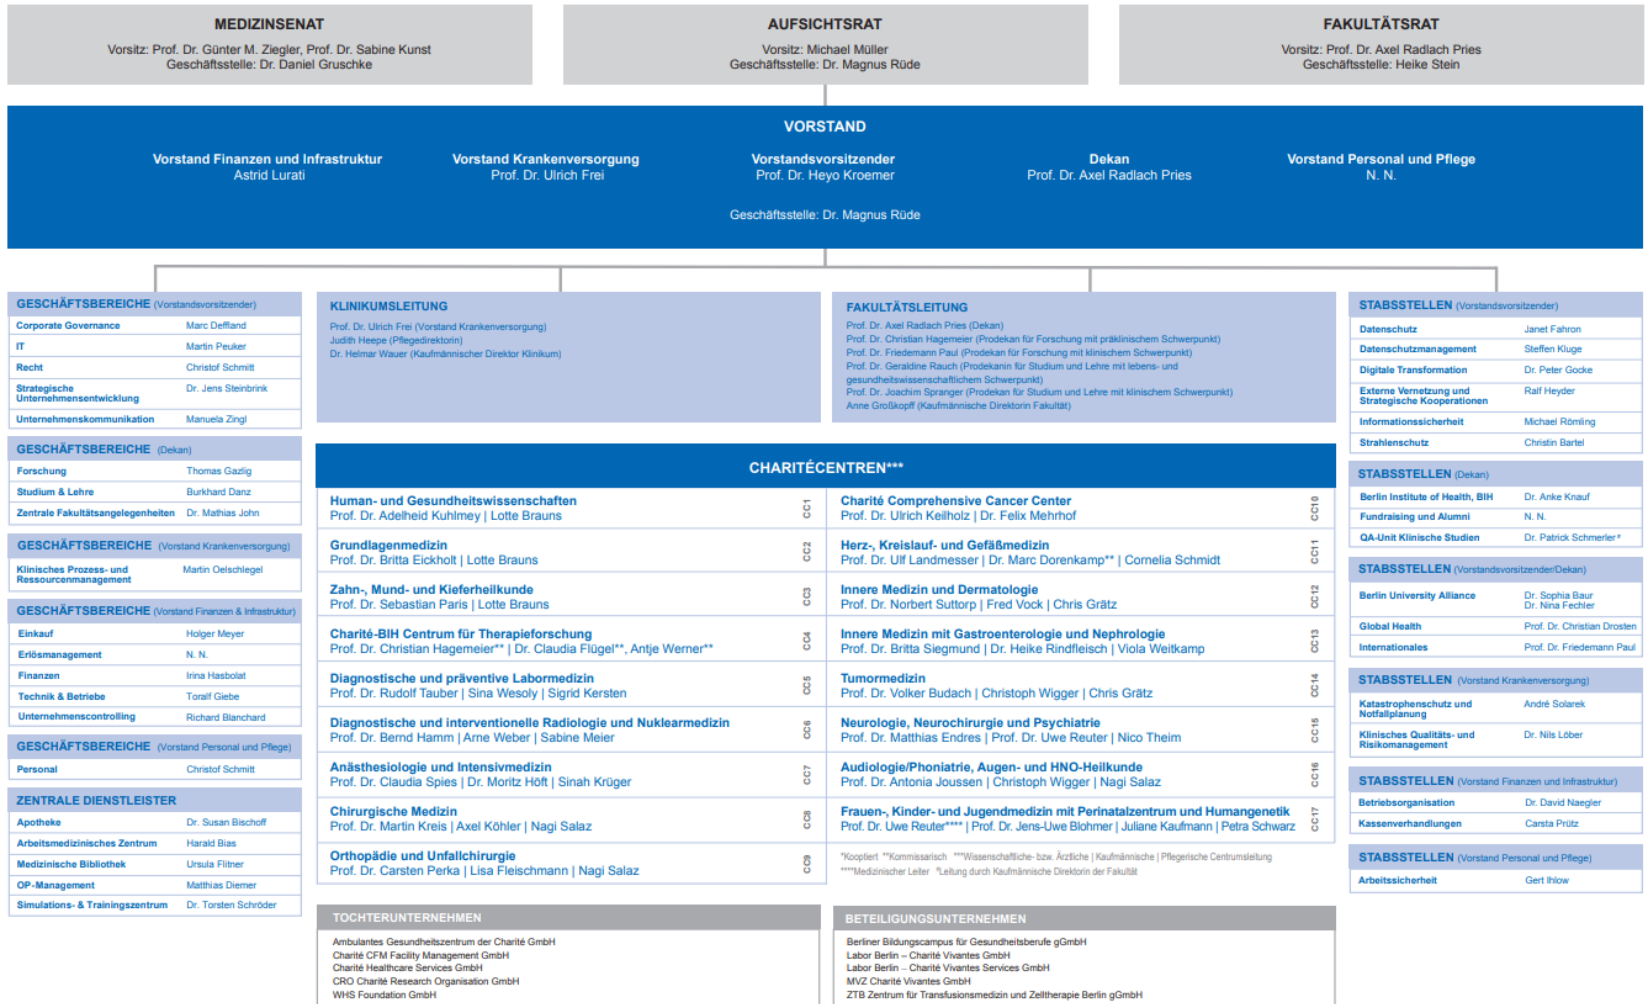 MEDIZINSENAT
Vorsitz: Prof. Dr. Günter M. Ziegler, Prof. Dr. Sabine Kunst
Geschäftsstelle: Dr. Daniel Gruschke
AUFSICHTSRAT
Vorsitz: Michael Müller
Geschäftsstelle: Dr. Magnus Rüde
FAKULTÄTSRAT
Vorsitz: Prof. Dr. Axel Radlach Pries
Geschäftsstelle: Heike Stein
VORSTAND
Vorstand Finanzen und Infrastruktur
Astrid Lurati
Vorstand Krankenversorgung
Prof. Dr. Ulrich Frei
Vorstandsvorsitzender
Prof. Dr. Heyo Kroemer
Dekan
Prof. Dr. Axel Radlach Pries
Vorstand Personal und Pflege
N. N.
Geschäftsstelle: Dr. Magnus Rüde
GESCHÄFTSBEREICHE (Vorstandsvorsitzender)
Corporate Governance Marc Deffland
IT Martin Peuker
Recht Christof Schmitt
Strategische
Unternehmensentwicklung Dr. Jens Steinbrink
Unternehmenskommunikation Manuela Zingl
GESCHÄFTSBEREICHE (Dekan)
Forschung Thomas Gazlig
Studium & Lehre Burkhard Danz
Zentrale Fakultätsangelegenheiten Dr. Mathias John
GESCHÄFTSBEREICHE (Vorstand Krankenversorgung)
Klinisches Prozess- und Martin Oelschlegel
Ressourcenmanagement
GESCHÄFTSBEREICHE (Vorstand Finanzen & Infrastruktur)
Einkauf Holger Meyer
Erlösmanagement N. N.
Finanzen Irina Hasbolat
Technik & Betriebe Toralf Giebe
Unternehmenscontrolling Richard Blanchard
GESCHÄFTSBEREICHE (Vorstand Personal und Pflege)
Personal Christof Schmitt
ZENTRALE DIENSTLEISTER
Apotheke Dr. Susan Bischoff
Arbeitsmedizinisches Zentrum Harald Bias
Medizinische Bibliothek Ursula Flitner
OP-Management Matthias Diemer
Simulations- & Trainingszentrum Dr. Torsten Schröder
KLINIKUMSLEITUNG
Prof. Dr. Ulrich Frei (Vorstand Krankenversorgung)
Judith Heepe (Pflegedirektorin)
Dr. Helmar Wauer (Kaufmännischer Direktor Klinikum)
FAKULTÄTSLEITUNG
Prof. Dr. Axel Radlach Pries (Dekan)
Prof. Dr. Christian Hagemeier (Prodekan für Forschung mit präklinischem Schwerpunkt)
Prof. Dr. Friedemann Paul (Prodekan für Forschung mit klinischem Schwerpunkt)
Prof. Dr. Geraldine Rauch (Prodekanin für Studium und Lehre mit lebens- und
gesundheitswissenschaftlichem Schwerpunkt)
Prof. Dr. Joachim Spranger (Prodekan für Studium und Lehre mit klinischem Schwerpunkt)
Anne Großkopff (Kaufmännische Direktorin Fakultät)
CHARITÉCENTREN***
Human- und Gesundheitswissenschaften
Prof. Dr. Adelheid Kuhlmey | Lotte Brauns
CC1
Grundlagenmedizin
Prof. Dr. Britta Eickholt | Lotte Brauns
CC2
Zahn-, Mund- und Kieferheilkunde
Prof. Dr. Sebastian Paris | Lotte Brauns
CC3
Charité-BIH Centrum für Therapieforschung
Prof. Dr. Christian Hagemeier** | Dr. Claudia Flügel**, Antje Werner**
CC4
Diagnostische und präventive Labormedizin
Prof. Dr. Rudolf Tauber | Sina Wesoly | Sigrid Kersten
CC5
Diagnostische und interventionelle Radiologie und Nuklearmedizin
Prof. Dr. Bernd Hamm | Arne Weber | Sabine Meier
CC6
Anästhesiologie und Intensivmedizin
Prof. Dr. Claudia Spies | Dr. Moritz Höft | Sinah Krüger
CC7
Chirurgische Medizin
Prof. Dr. Martin Kreis | Axel Köhler | Nagi Salaz
CC8
Orthopädie und Unfallchirurgie
Prof. Dr. Carsten Perka | Lisa Fleischmann | Nagi Salaz
CC9
Charité Comprehensive Cancer Center
Prof. Dr. Ulrich Keilholz | Dr. Felix Mehrhof
CC10
Herz-, Kreislauf- und Gefäßmedizin
Prof. Dr. Ulf Landmesser | Dr. Marc Dorenkamp** | Cornelia Schmidt
CC11
Innere Medizin und Dermatologie
Prof. Dr. Norbert Suttorp | Fred Vock | Chris Grätz
CC12
Innere Medizin mit Gastroenterologie und Nephrologie
Prof. Dr. Britta Siegmund | Dr. Heike Rindfleisch | Viola Weitkamp
CC13
Tumormedizin
Prof. Dr. Volker Budach | Christoph Wigger | Chris Grätz
CC14
Neurologie, Neurochirurgie und Psychiatrie
Prof. Dr. Matthias Endres | Prof. Dr. Uwe Reuter | Nico Theim
CC15
Audiologie/Phoniatrie, Augen- und HNO-Heilkunde
Prof. Dr. Antonia Joussen | Christoph Wigger | Nagi Salaz
CC16
Frauen-, Kinder- und Jugendmedizin mit Perinatalzentrum und Humangenetik
Prof. Dr. Uwe Reuter**** | Prof. Dr. Jens-Uwe Blohmer | Juliane Kaufmann | Petra Schwarz
CC17
*Kooptiert **Kommissarisch ***Wissenschaftliche- bzw. Ärztliche | Kaufmännische | Pflegerische Centrumsleitung
****Medizinischer Leiter #Leitung durch Kaufmännische Direktorin der Fakultät
STABSSTELLEN (Vorstandsvorsitzender)
Datenschutz Janet Fahron
Datenschutzmanagement Steffen Kluge
Digitale Transformation Dr. Peter Gocke
Externe Vernetzung und Ralf Heyder
Strategische Kooperationen
Informationssicherheit Michael Römling
Strahlenschutz Christin Bartel
STABSSTELLEN (Dekan)
Berlin Institute of Health, BIH Dr. Anke Knauf
Fundraising und Alumni N. N.
QA-Unit Klinische Studien Dr. Patrick Schmerler#
STABSSTELLEN (Vorstandsvorsitzender/Dekan)
Berlin University Alliance Dr. Sophia Baur
Dr. Nina Fechler
Global Health Prof. Dr. Christian Drosten
Internationales Prof. Dr. Friedemann Paul
STABSSTELLEN (Vorstand Krankenversorgung)
Katastrophenschutz und André Solarek
Notfallplanung
Klinisches Qualitäts- und Dr. Nils Löber
Risikomanagement
STABSSTELLEN (Vorstand Finanzen und Infrastruktur)
Betriebsorganisation Dr. David Naegler
Kassenverhandlungen Carsta Prütz
STABSSTELLEN (Vorstand Personal und Pflege)
Arbeitssicherheit Gert Ihlow
TOCHTERUNTERNEHMEN
Ambulantes Gesundheitszentrum der Charité GmbH
Charité CFM Facility Management GmbH
Charité Healthcare Services GmbH
CRO Charité Research Organisation GmbH
WHS Foundation GmbH
BETEILIGUNGSUNTERNEHMEN
Berliner Bildungscampus für Gesundheitsberufe gGmbH
Labor Berlin – Charité Vivantes GmbH
Labor Berlin – Charité Vivantes Services GmbH
MVZ Charité Vivantes GmbH
ZTB Zentrum für Transfusionsmedizin und Zelltherapie Berlin gGmbH